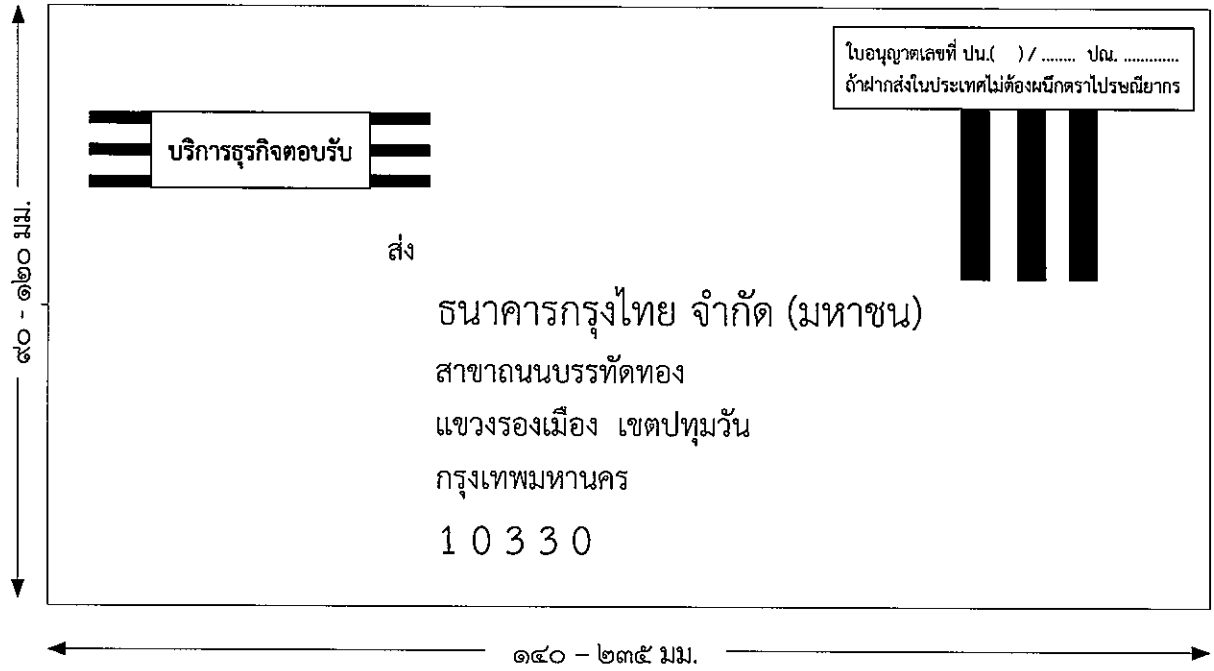 ใบอนุญาตเลขที่ ปน.( )/ ........ ปณ. .............
ถ้าฝากส่งในประเทศไม่ต้องผนึกตราไปรษณียากร
บริการธุรกิจตอบรับ
ส่ง
ธนาคารกรุงไทย จำกัด (มหาชน)
สาขาถนนบรรทัดทอง
แขวงรองเมือง เขตปทุมวัน
กรุงเทพมหานคร
1 0 3 3 0
๙๐ - ๑๒๐ มม.
๑๔๐ – ๒๓๕ มม.